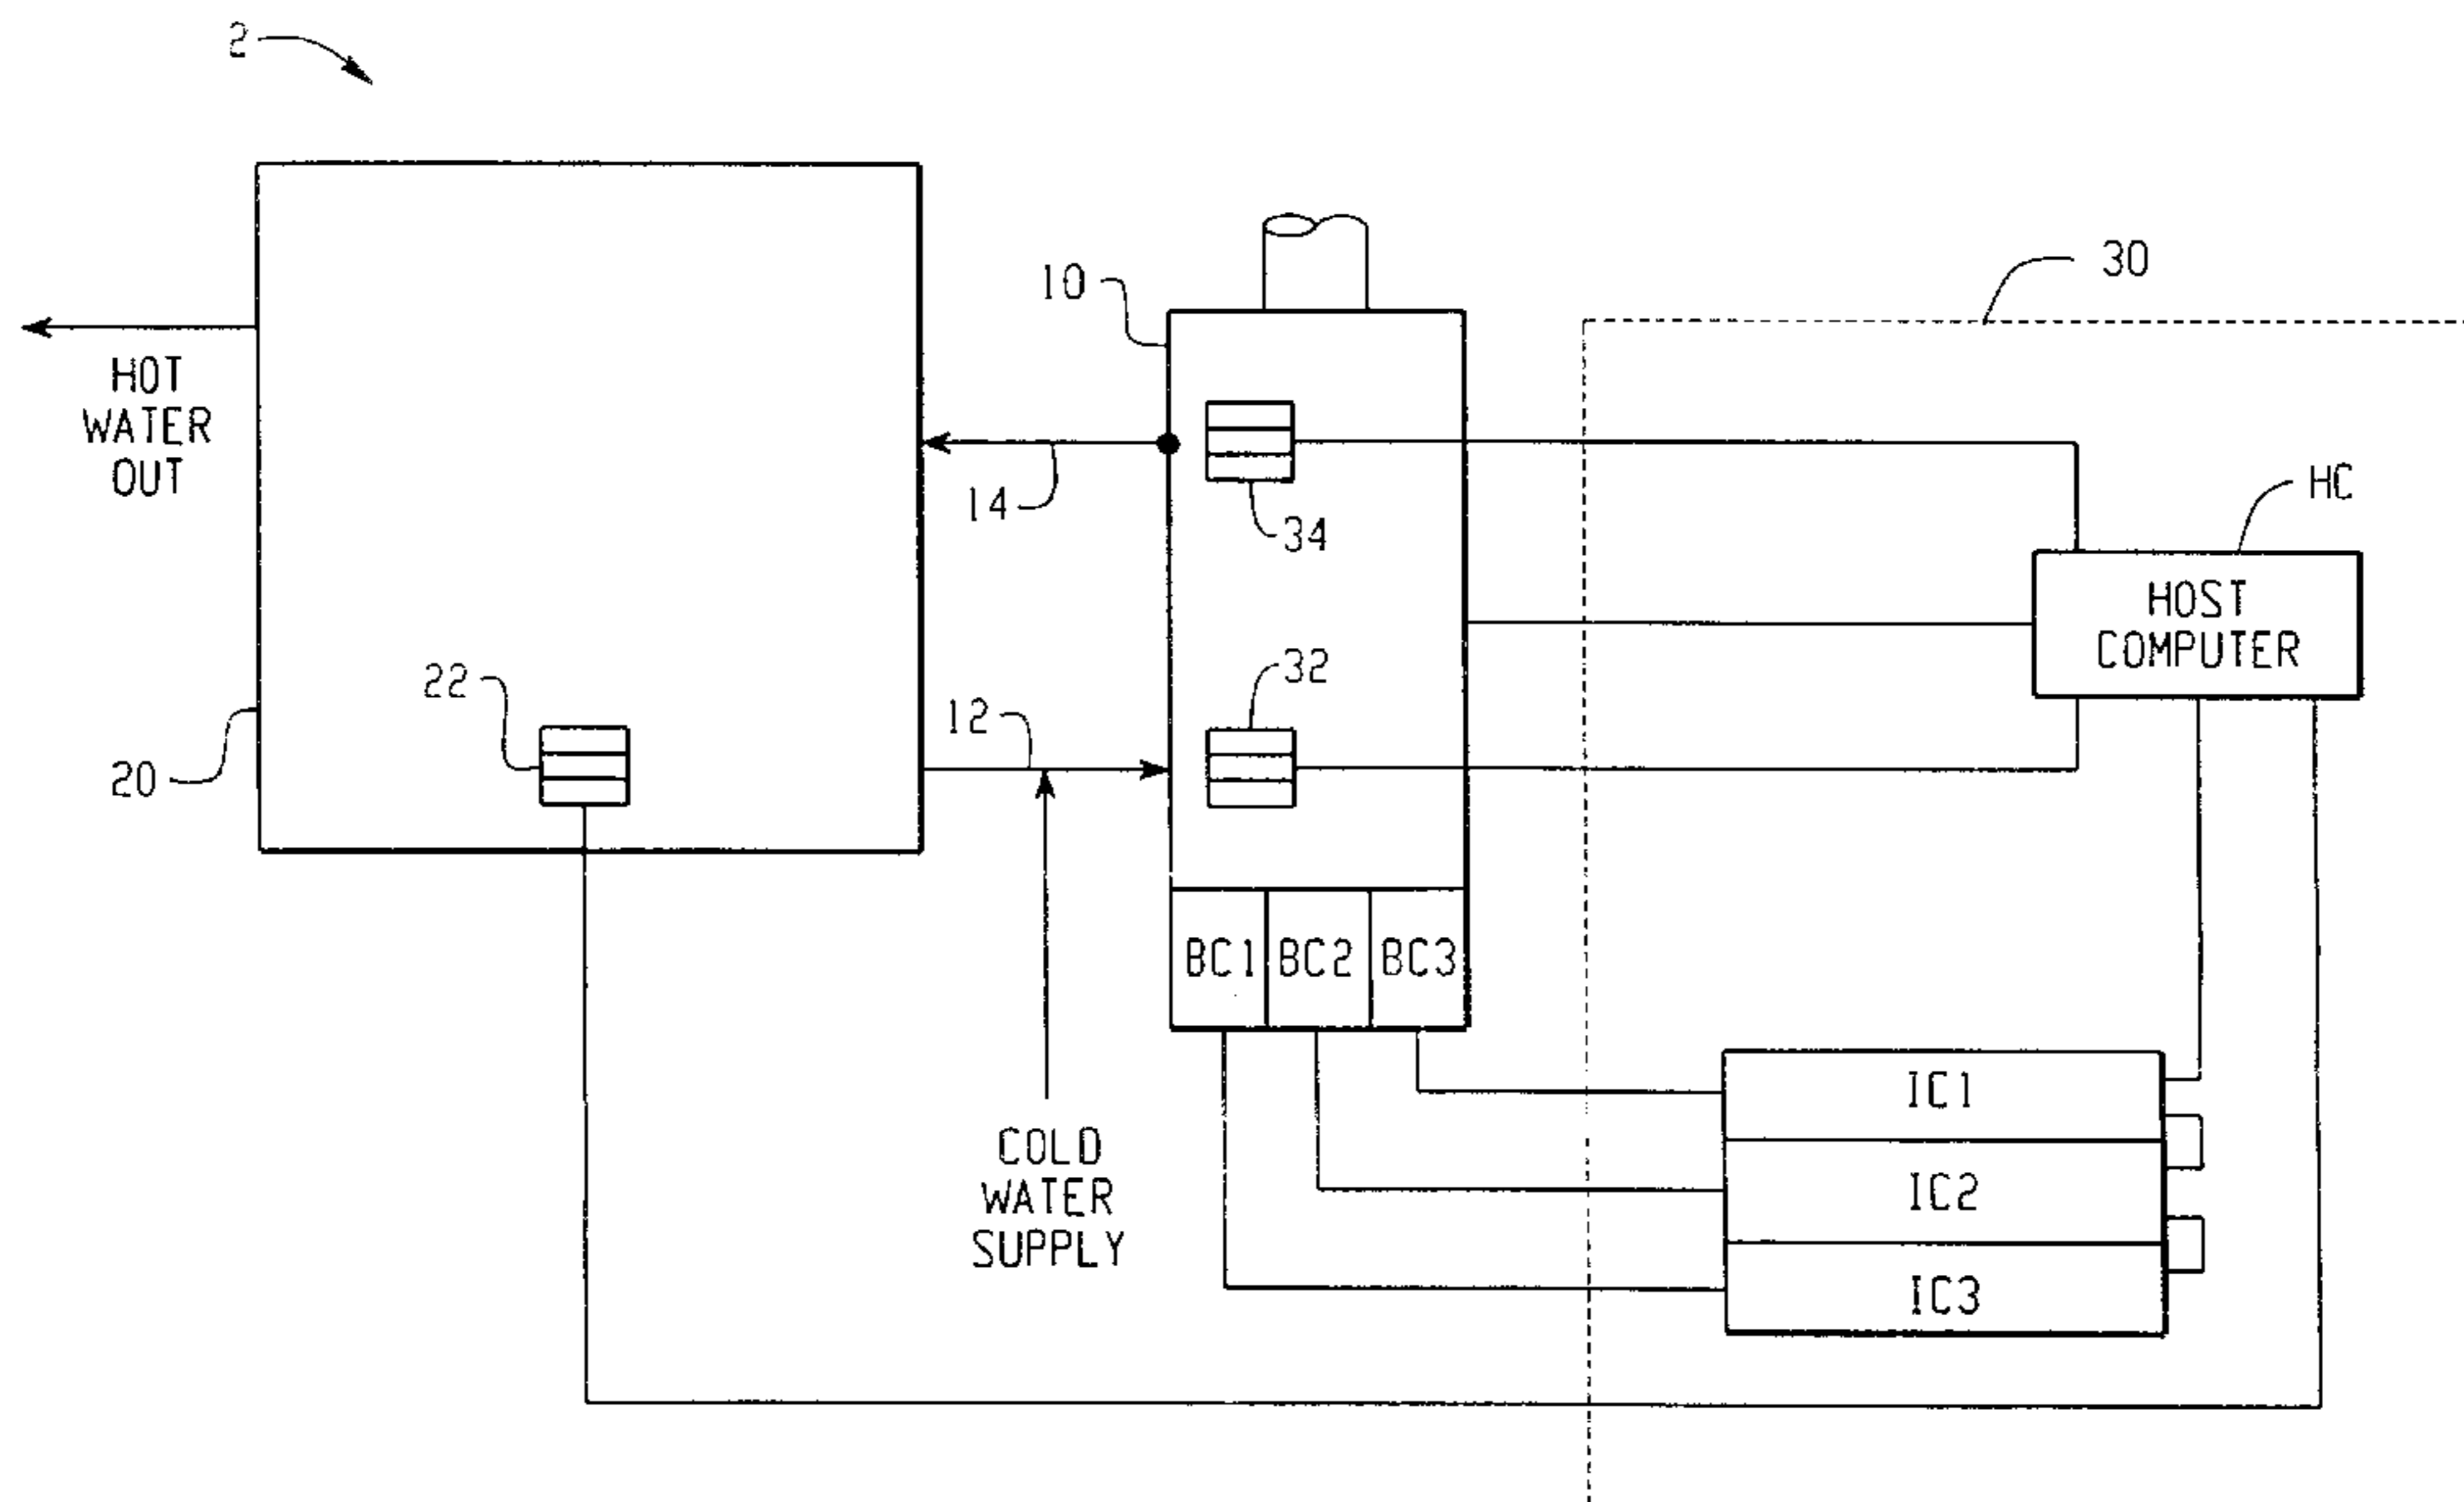 2
10
30
HOT
WATER
OUT
14
34
HC
HOST
COMPUTER
22
32
12
20
BC1 BC2 BC3
COLD
WATER
SUPPLY
IC1
IC2
IC3